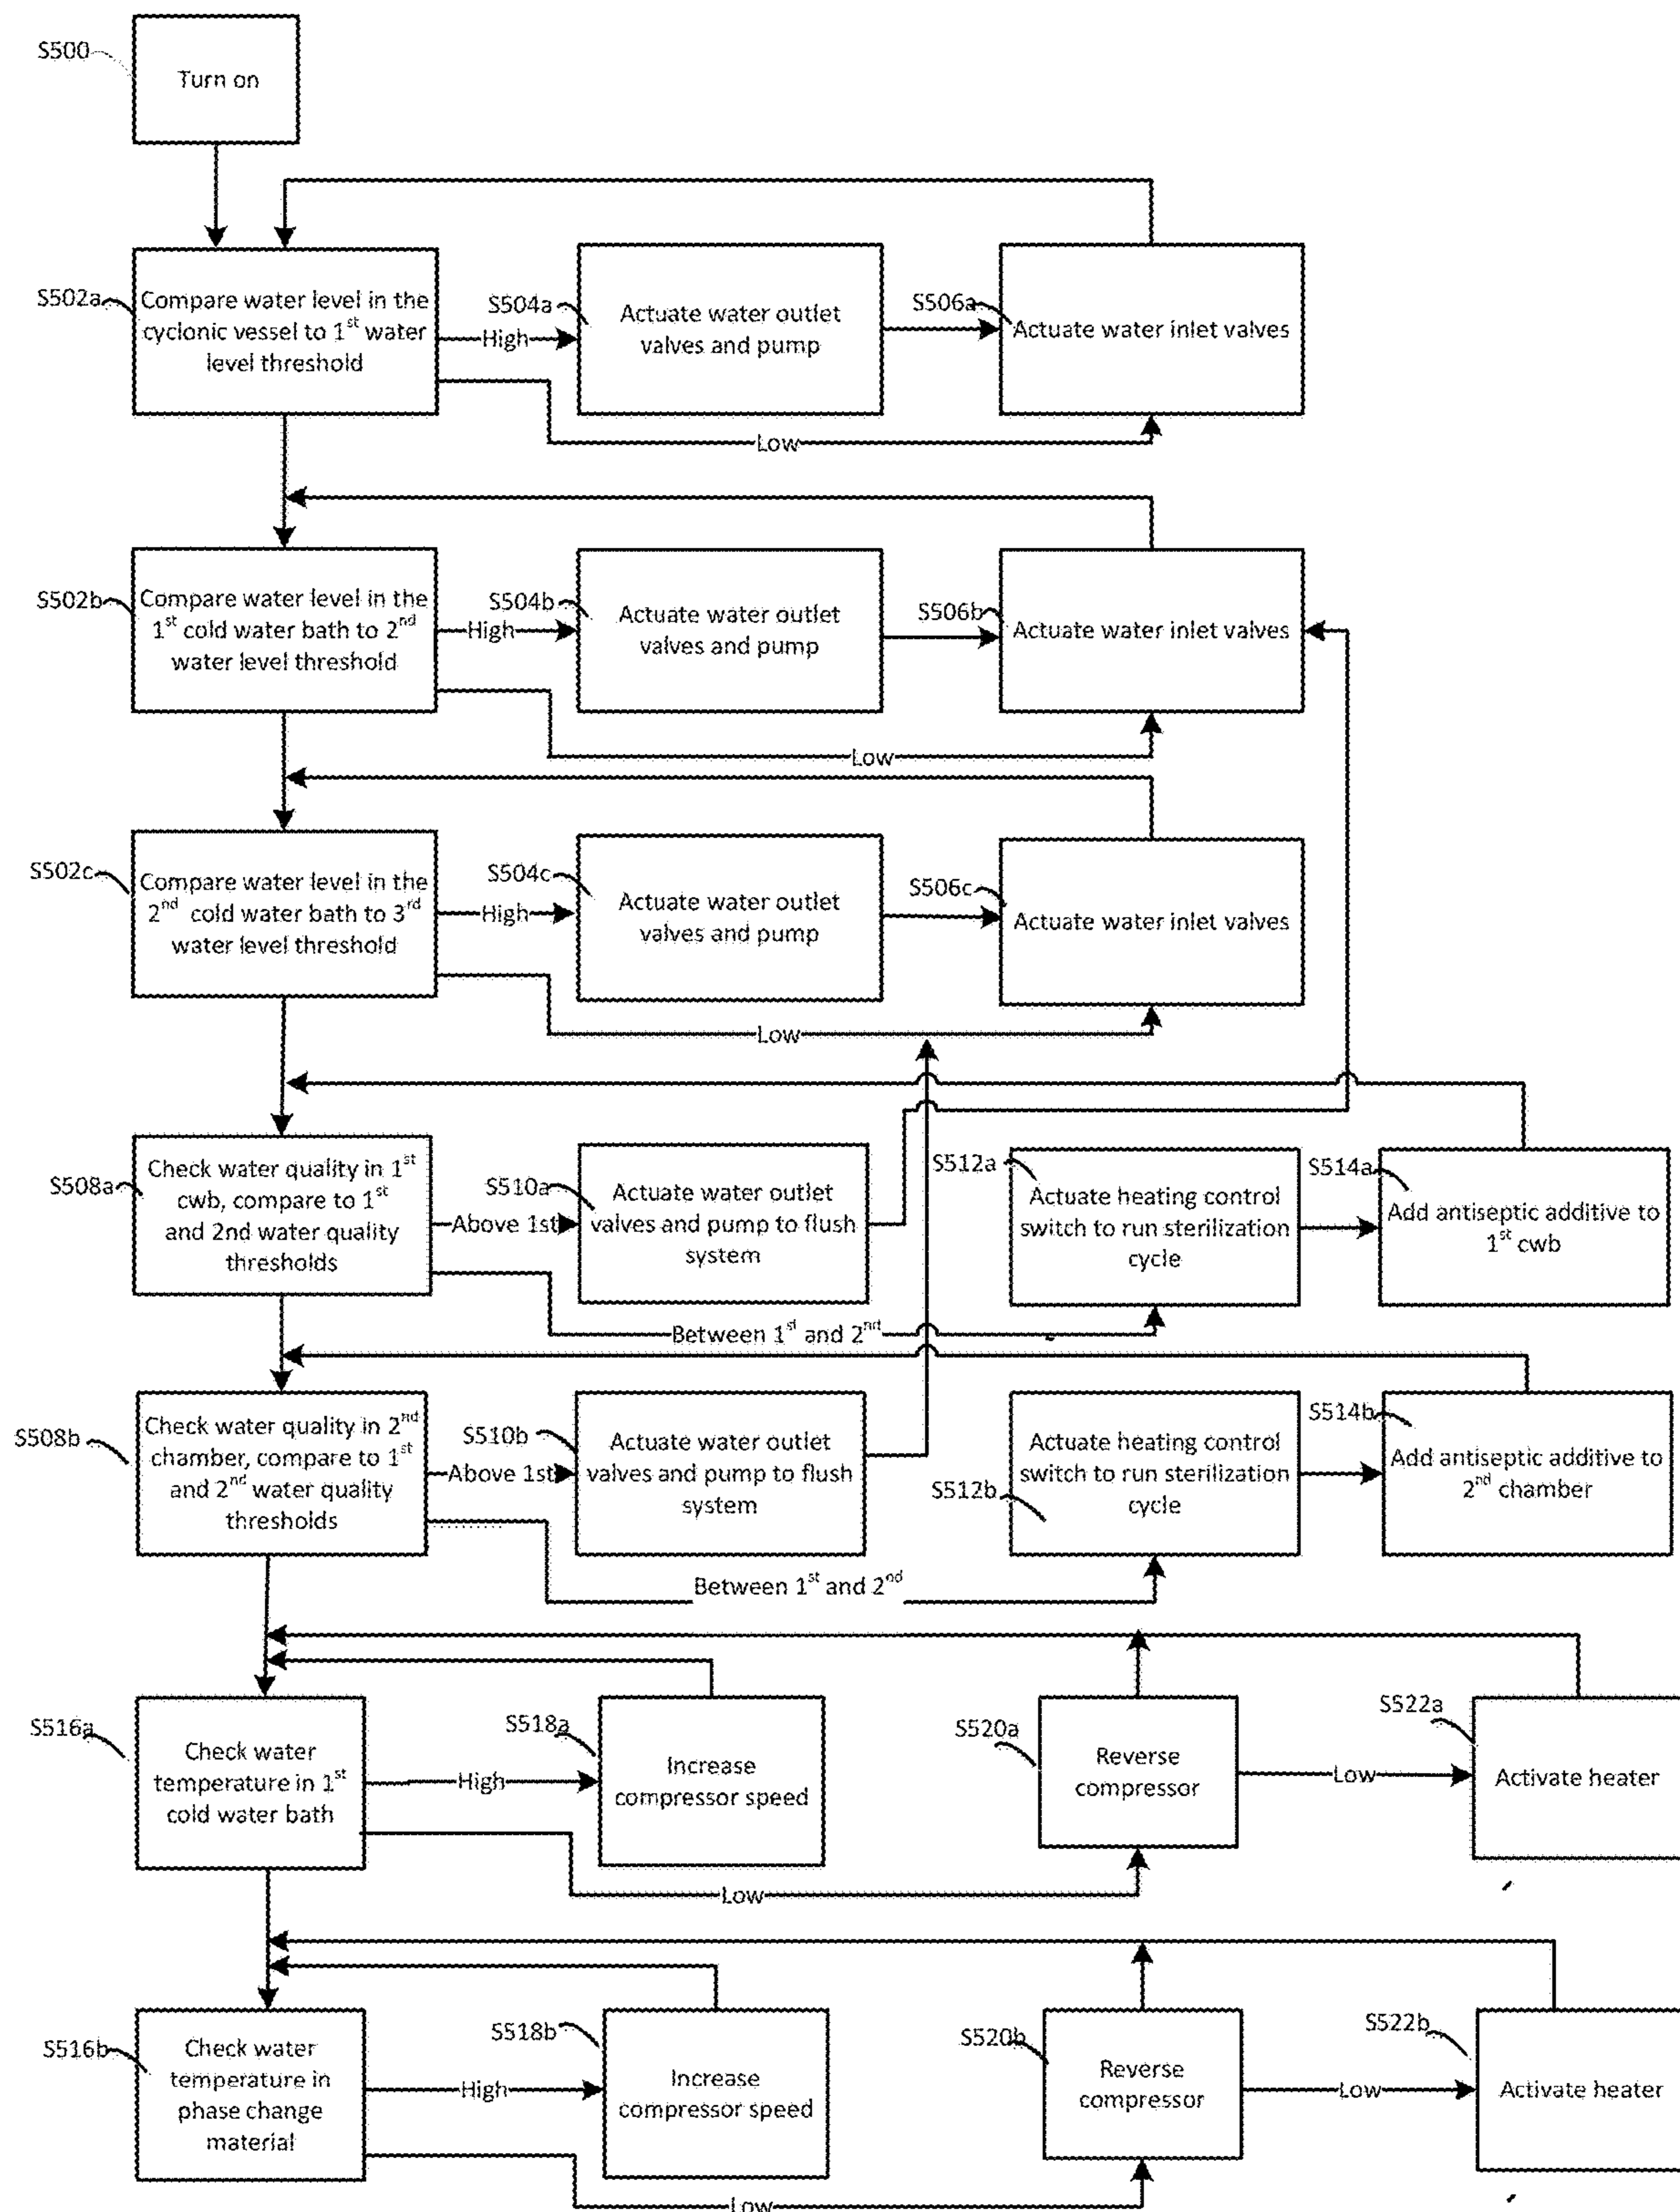 S500
Turn on
S502a
Compare water level in the
cyclonic vessel to 1st water
level threshold
High
S504a
Actuate water outlet
valves and pump
S506a
Actuate water inlet valves
Low
S502b
Compare water level in the
1st cold water bath to 2nd
water level threshold
High
S504b
Actuate water outlet
valves and pump
S506b
Actuate water inlet valves
Low
S502c
Compare water level in the
2nd cold water bath to 3rd
water level threshold
High
S504c
Actuate water outlet
valves and pump
S506c
Actuate water inlet valves
Low
S508a
Check water quality in 1st
cwb, compare to 1st
and 2nd water quality
thresholds
Above 1st
S510a
Actuate water outlet
valves and pump to flush
system
S512a
Actuate heating control
switch to run sterilization
cycle
S514a
Add antiseptic additive to
1st cwb
Between 1st and 2nd
S508b
Check water quality in 2nd
chamber, compare to 1st
and 2nd water quality
thresholds
Above 1st
S510b
Actuate water outlet
valves and pump to flush
system
S512b
Actuate heating control
switch to run sterilization
cycle
S514b
Add antiseptic additive to
2nd chamber
Between 1st and 2nd
S516a
Check water
temperature in 1st
cold water bath
High
S518a
Increase
compressor speed
S520a
Reverse
compressor
Low
S522a
Activate heater
Low
S516b
Check water
temperature in
phase change
material
High
S518b
Increase
compressor speed
S520b
Reverse
compressor
Low
S522b
Activate heater
Low